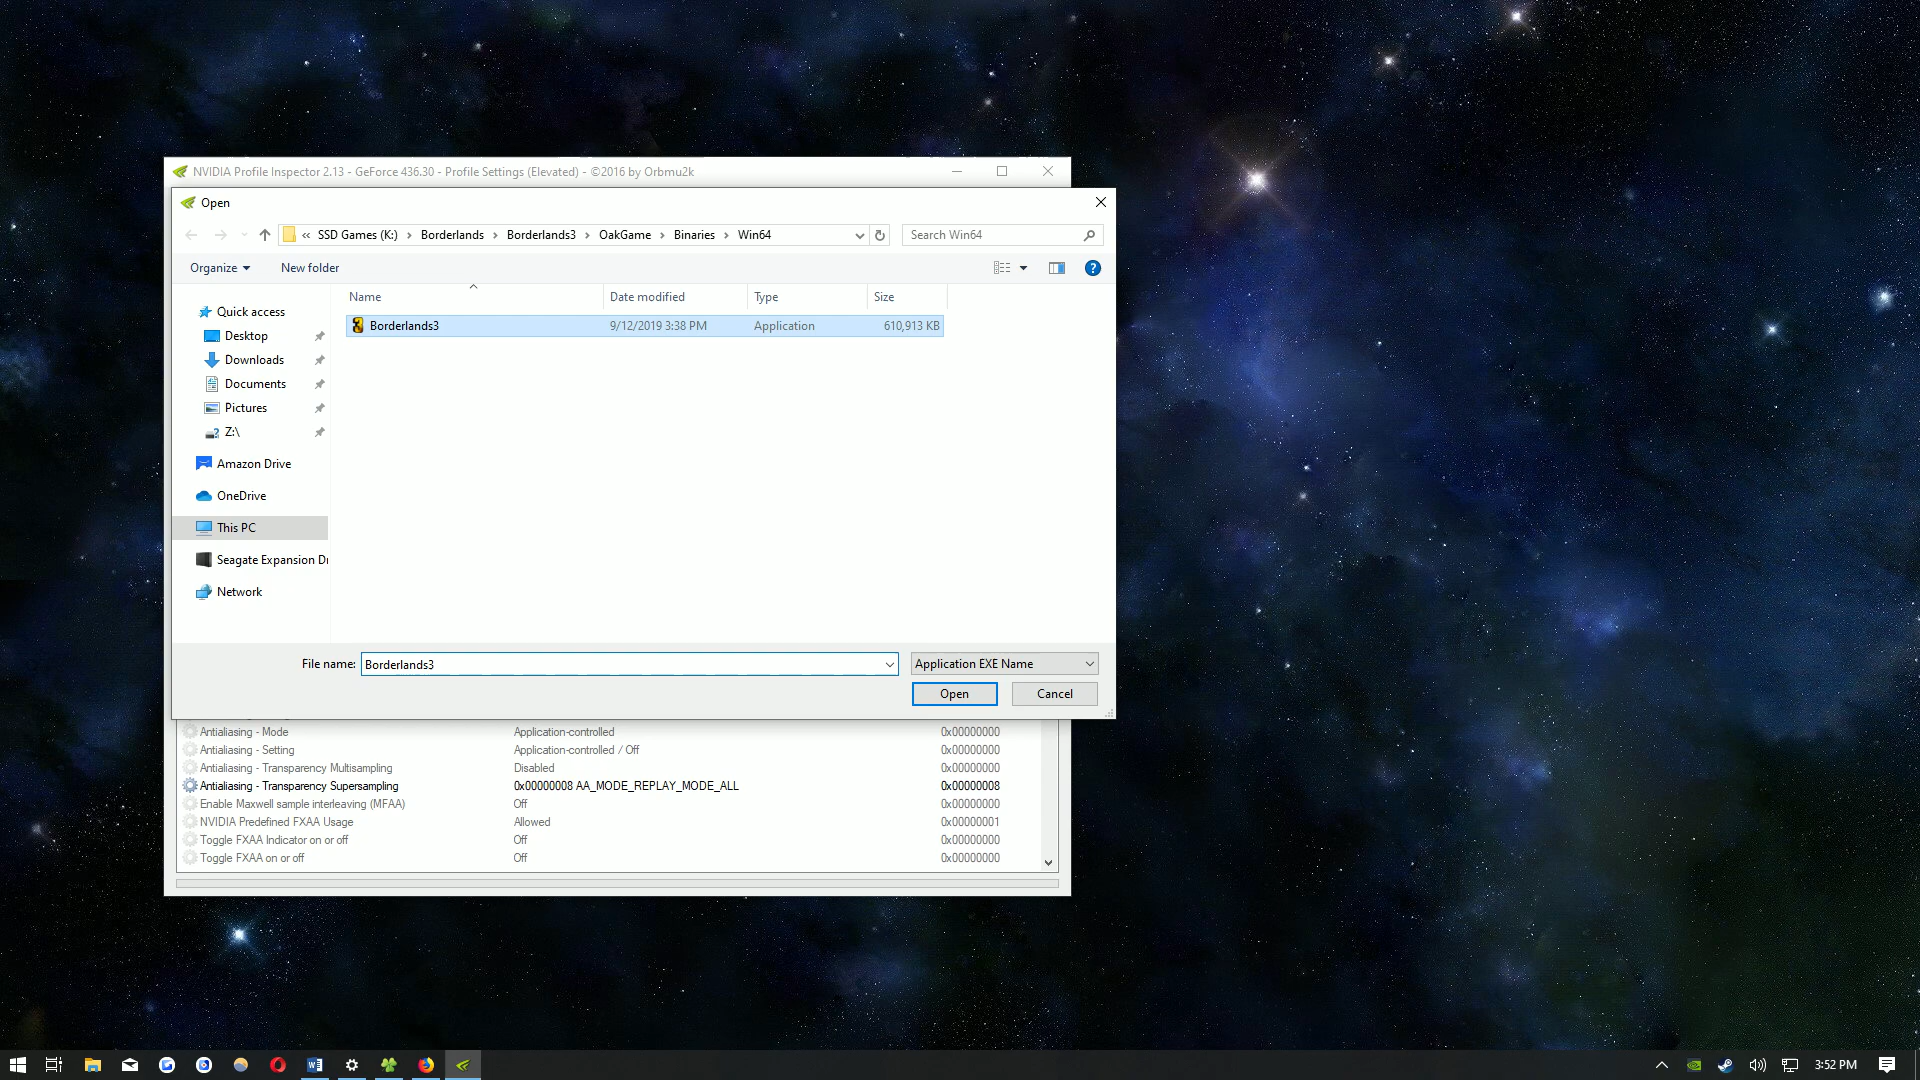 NVIDIA Profile Inspector 2.13 - GeForce 436.30 - Profile Settings (Elevated) - ©2016 by Orbmu2k
Open
« SSD Games (K:) > Borderlands > Borderlands3 > OakGame > Binaries > Win64
Search Win64
Organize
New folder
Name Date modified Type Size
Borderlands3 9/12/2019 3:38 PM Application 610,913 KB
Quick access
Desktop
Downloads
Documents
Pictures
Z:\
Amazon Drive
OneDrive
This PC
Seagate Expansion Dr
Network
File name: Borderlands3
Application EXE Name
Open
Cancel
Antialiasing - Mode Application-controlled 0x00000000
Antialiasing - Setting Application-controlled / Off 0x00000000
Antialiasing - Transparency Multisampling Disabled 0x00000000
Antialiasing - Transparency Supersampling 0x00000008 AA_MODE_REPLAY_MODE_ALL 0x00000008
Enable Maxwell sample interleaving (MFAA) Off 0x00000000
NVIDIA Predefined FXAA Usage Allowed 0x00000001
Toggle FXAA Indicator on or off Off 0x00000000
Toggle FXAA on or off Off 0x00000000
3:52 PM